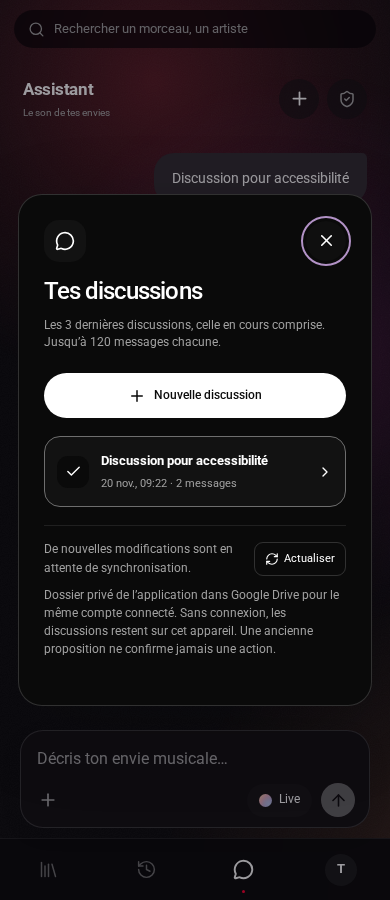 Rechercher un morceau, un artiste
Assistant
Le son de tes envies
Discussion pour accessibilité
Tes discussions
Les 3 dernières discussions, celle en cours comprise.
Jusqu’à 120 messages chacune.
Nouvelle discussion
Discussion pour accessibilité
20 nov., 09:22 · 2 messages
De nouvelles modifications sont en
attente de synchronisation.
Actualiser
Dossier privé de l’application dans Google Drive pour le
même compte connecté. Sans connexion, les
discussions restent sur cet appareil. Une ancienne
proposition ne confirme jamais une action.
Décris ton envie musicale…
Live
T